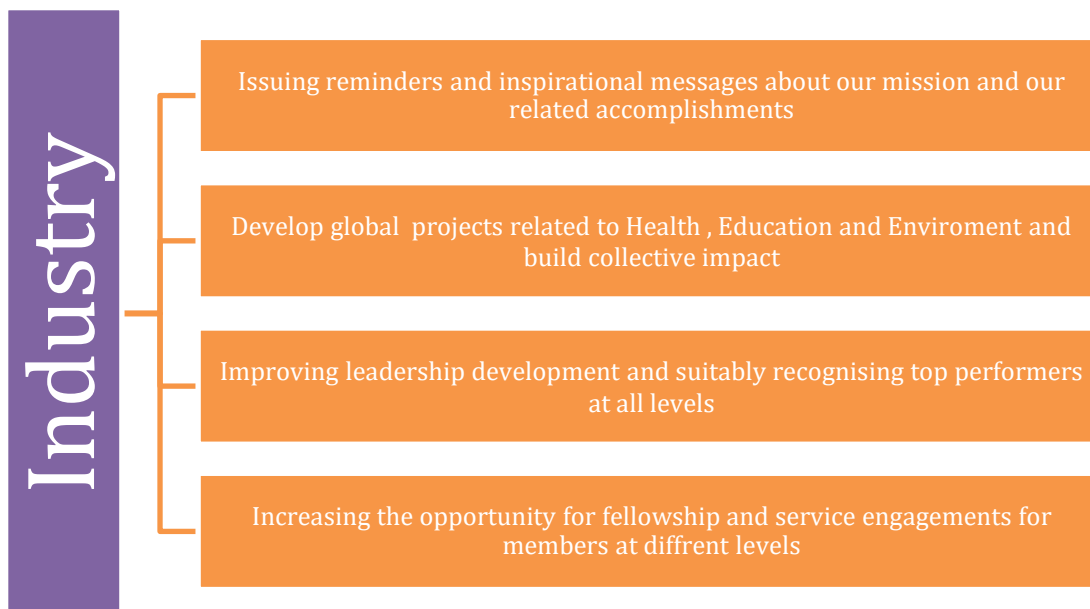 Industry
Issuing reminders and inspirational messages about our mission and our
related accomplishments
Develop global  projects related to Health , Education and Enviroment and
build collective impact
Improving leadership development and suitably recognising top performers
at all levels
Increasing the opportunity for fellowship and service engagements for
members at diffrent levels